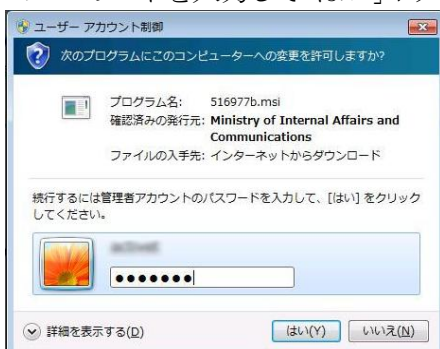 ユーザー アカウント制御
次のプログラムにこのコンピューターへの変更を許可しますか?
プログラム名: 516977b.msi
確認済みの発行元: Ministry of Internal Affairs and
Communications
ファイルの入手先: インターネットからダウンロード
続行するには管理者アカウントのパスワードを入力して、[はい] をクリック
してください。
●●●●●●●
詳細を表示する(D)
はい(Y)
いいえ(N)